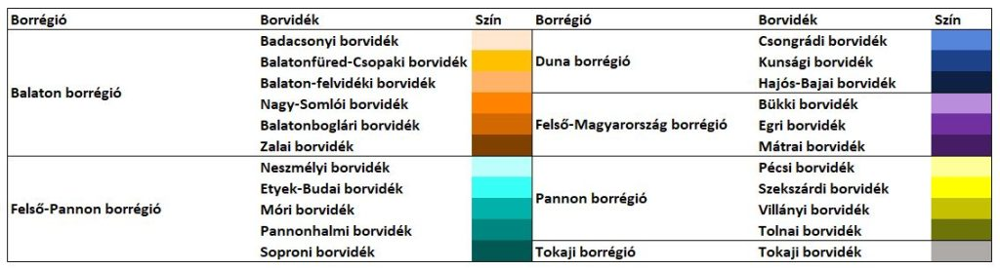 Borrégió Borvidék Szín Borrégió Borvidék Szín
Badacsonyi borvidék Csongrádi borvidék
Balatonfüred-Csopaki borvidék Duna borrégió Kunsági borvidék
Balaton-felvidéki borvidék Hajós-Bajai borvidék
Balaton borrégió
Nagy-Somlói borvidék Bükki borvidék
Balatonboglári borvidék Felső-Magyarország borrégió Egri borvidék
Zalai borvidék Mátrai borvidék
Neszmélyi borvidék Pécsi borvidék
Etyek-Budai borvidék Szekszárdi borvidék
Pannon borrégió
Felső-Pannon borrégió Móri borvidék Villányi borvidék
Pannonhalmi borvidék Tolnai borvidék
Soproni borvidék Tokaji borrégió Tokaji borvidék